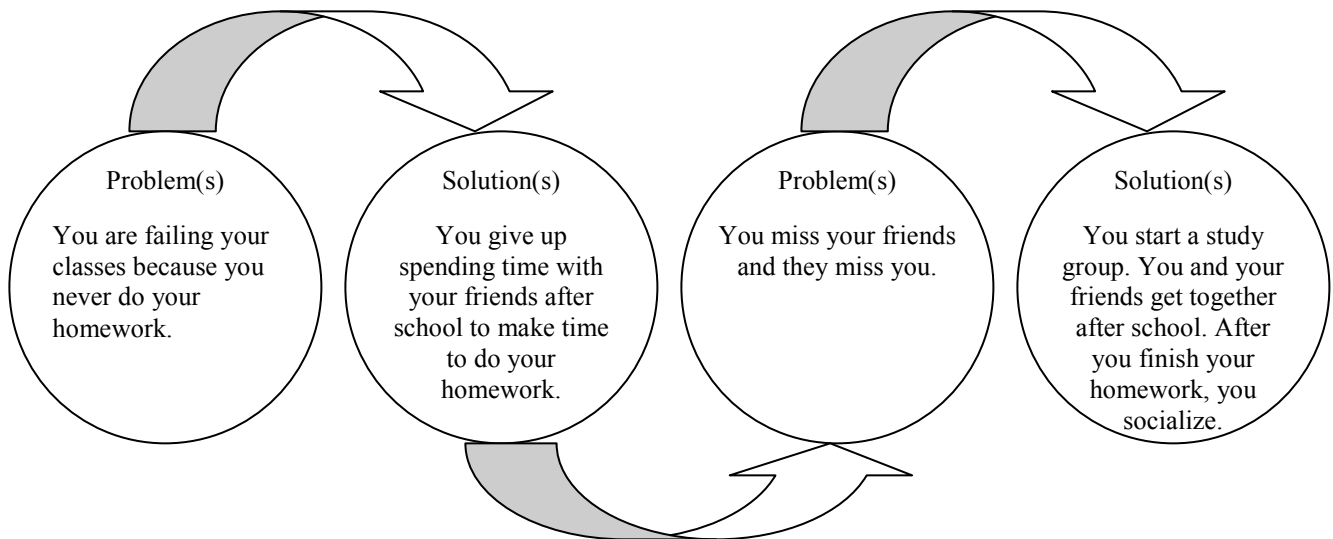 Problem(s)
You are failing your
classes because you
never do your
homework.
Solution(s)
You give up
spending time with
your friends after
school to make time
to do your
homework.
Problem(s)
You miss your friends
and they miss you.
Solution(s)
You start a study
group. You and your
friends get together
after school. After
you finish your
homework, you
socialize.